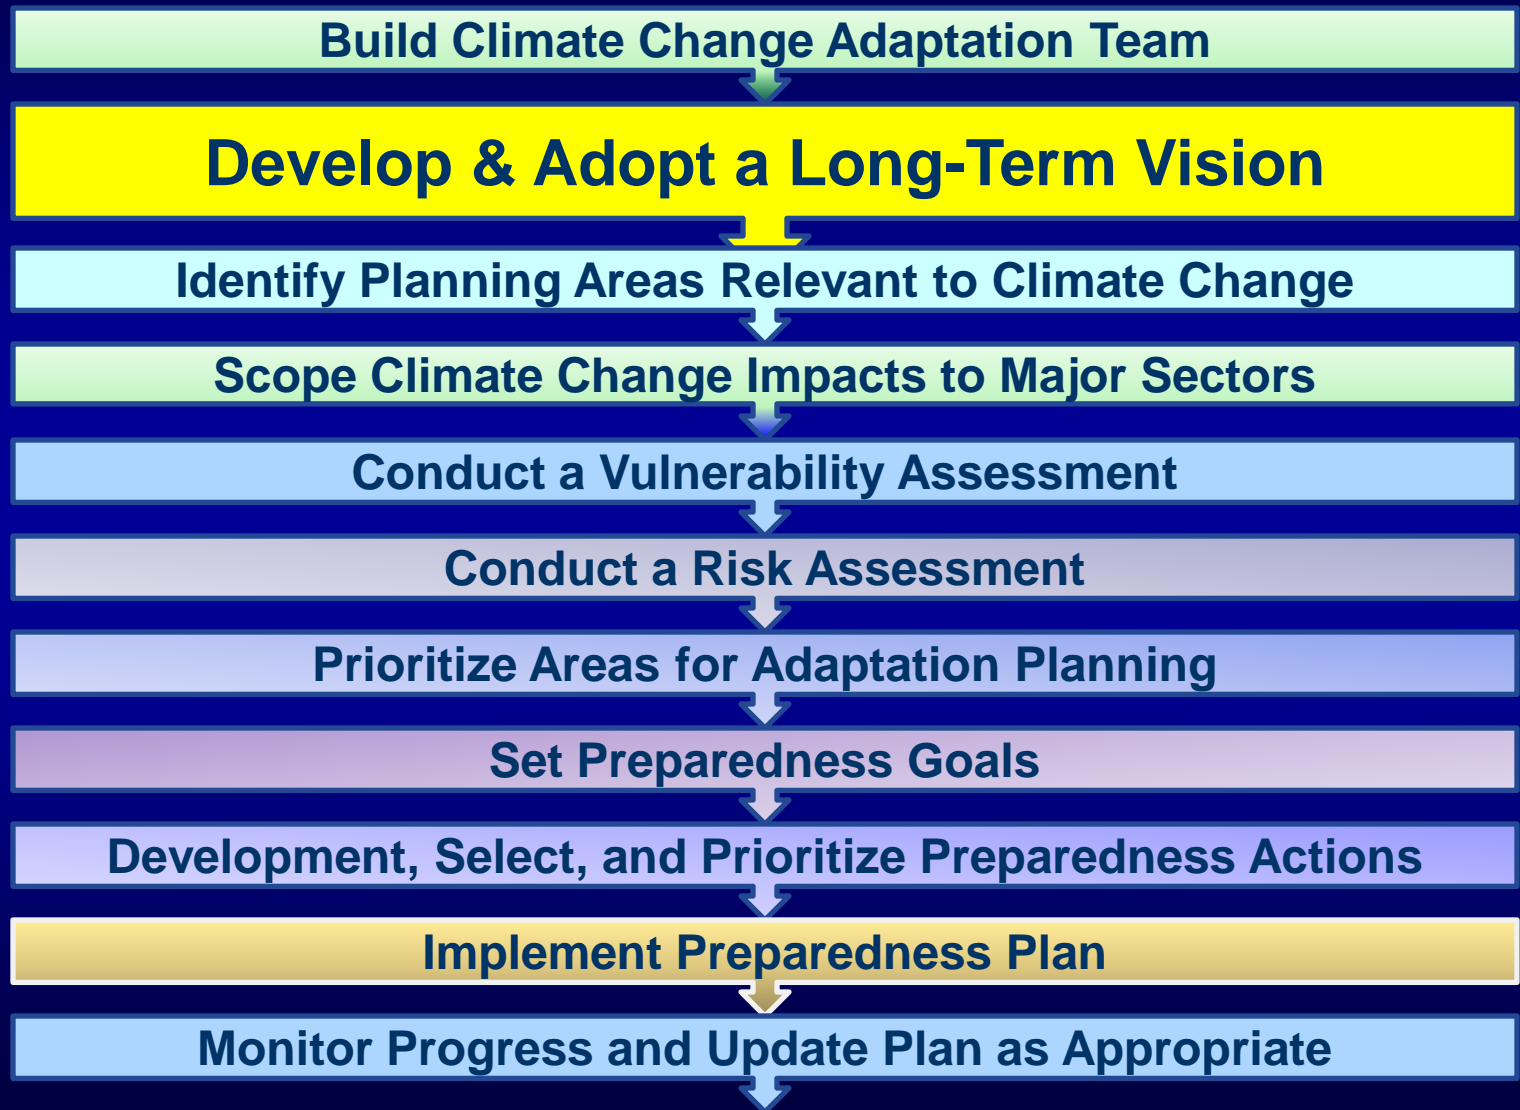 Build Climate Change Adaptation Team
Develop & Adopt a Long-Term Vision
Identify Planning Areas Relevant to Climate Change
Scope Climate Change Impacts to Major Sectors
Conduct a Vulnerability Assessment
Conduct a Risk Assessment
Prioritize Areas for Adaptation Planning
Set Preparedness Goals
Development, Select, and Prioritize Preparedness Actions
Implement Preparedness Plan
Monitor Progress and Update Plan as Appropriate